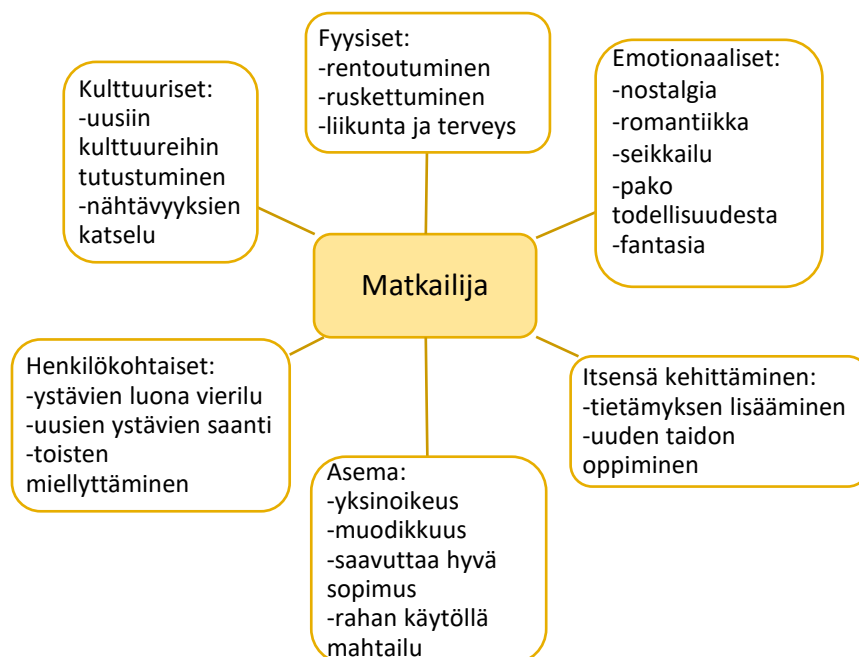 Fyysiset:
-rentoutuminen
-ruskettuminen
-liikunta ja terveys
Emotionaaliset:
-nostalgia
-romantiikka
-seikkailu
-pako
todellisuudesta
-fantasia
Kulttuuriset:
-uusiin
kulttuureihin
tutustuminen
-nähtävyyksien
katselu
Matkailija
Henkilökohtaiset:
-ystävien luona vierilu
-uusien ystävien saanti
-toisten
miellyttäminen
Itsensä kehittäminen:
-tietämyksen lisääminen
-uuden taidon
oppiminen
Asema:
-yksinoikeus
-muodikkuus
-saavuttaa hyvä
sopimus
-rahan käytöllä
mahtailu